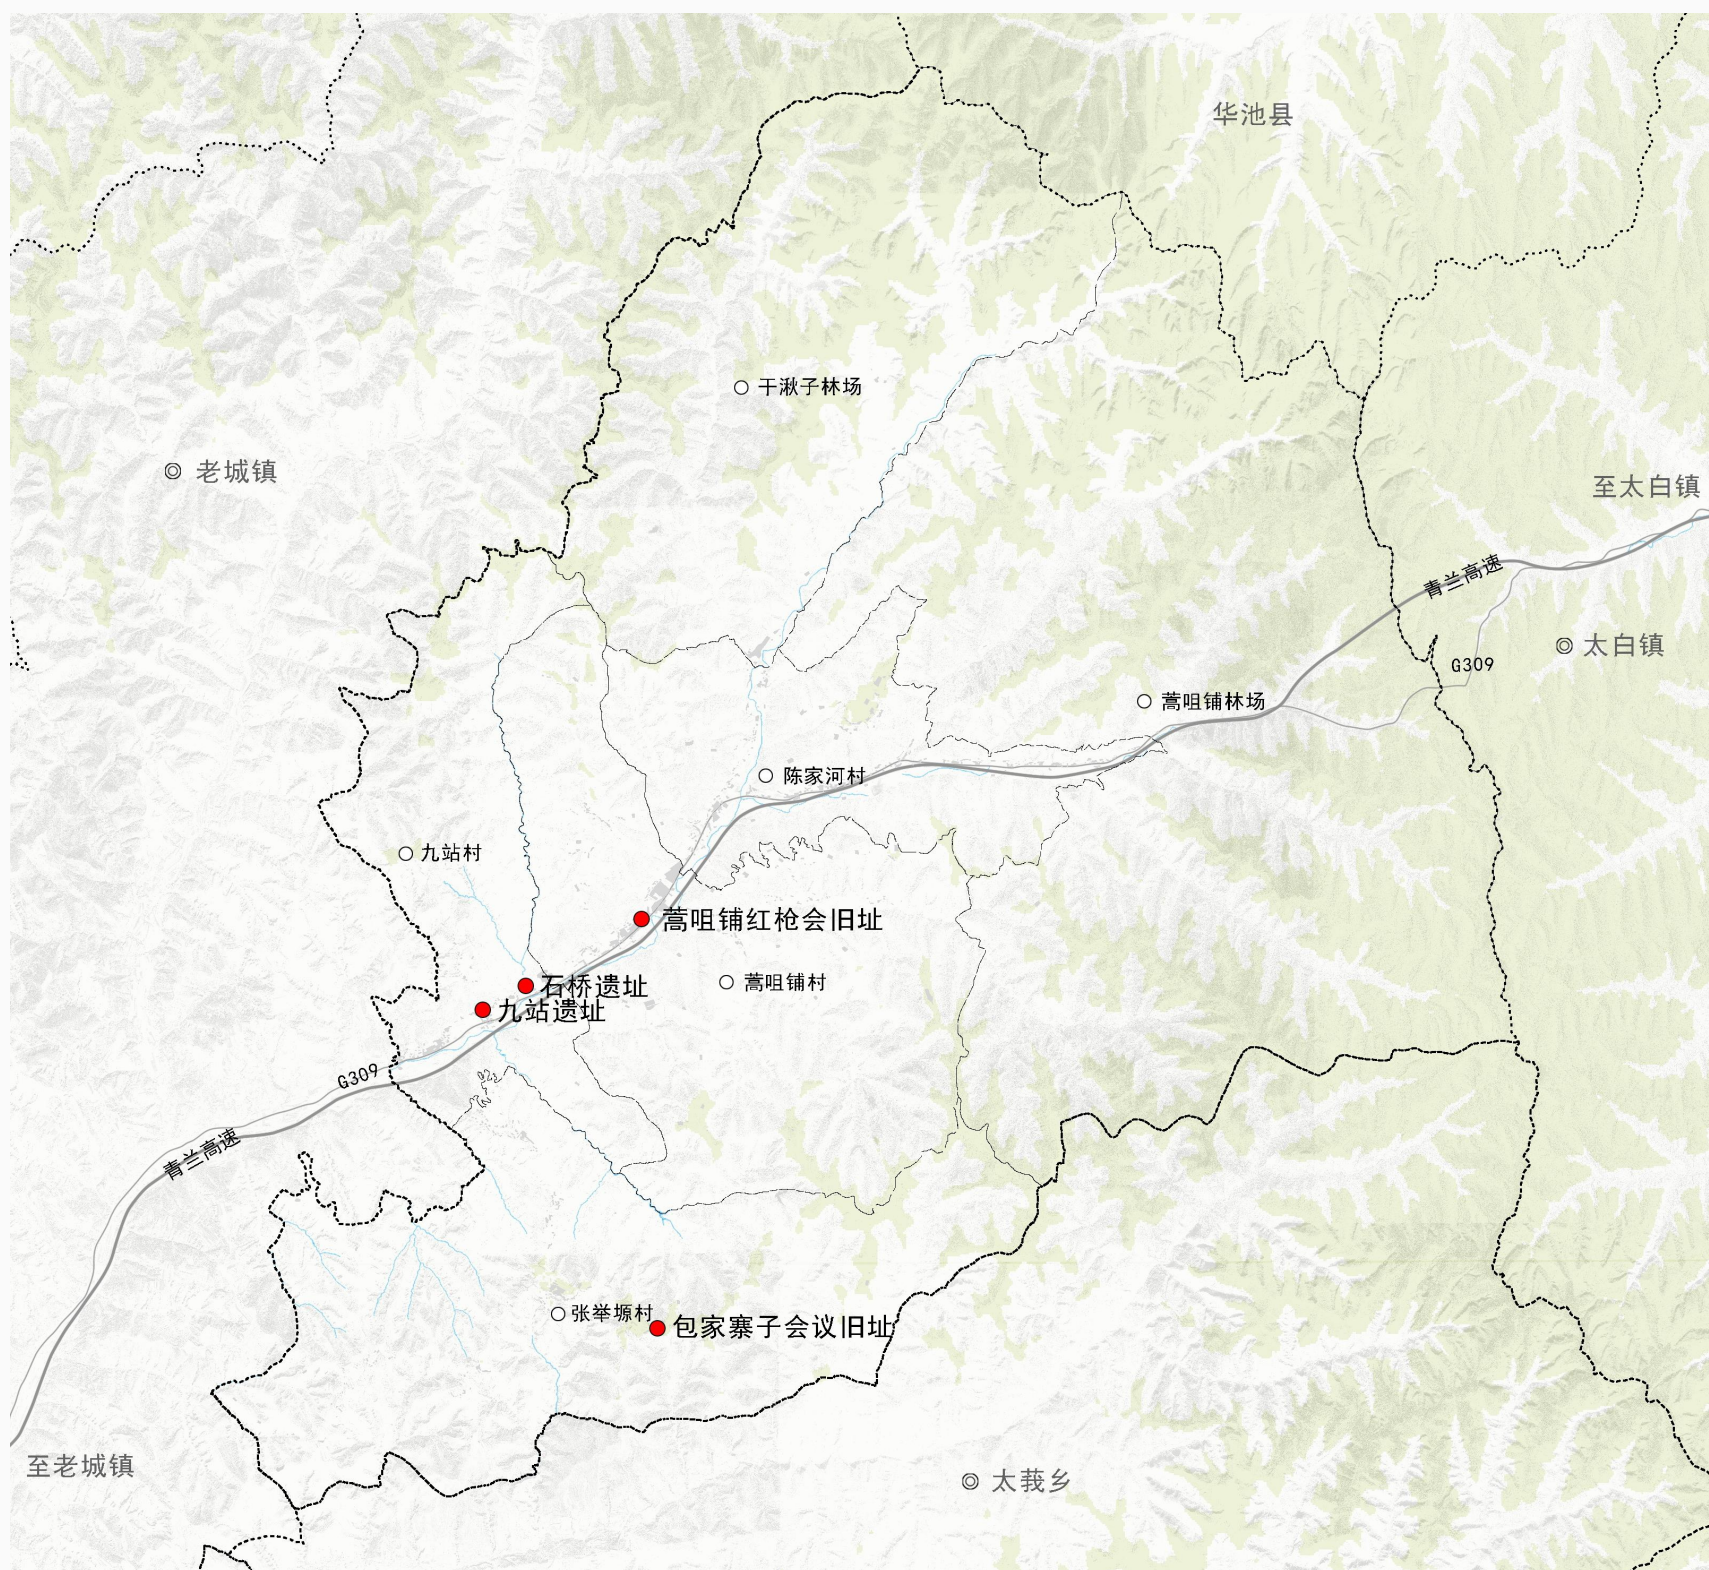 华池县
干湫子林场
老城镇
至太白镇
青兰高速
太白镇
G309
蒿咀铺林场
陈家河村
九站村
蒿咀铺红枪会旧址
蒿咀铺村
石桥遗址
九站遗址
G309
青兰高速
张举塬村
包家寨子会议旧址
至老城镇
太莪乡